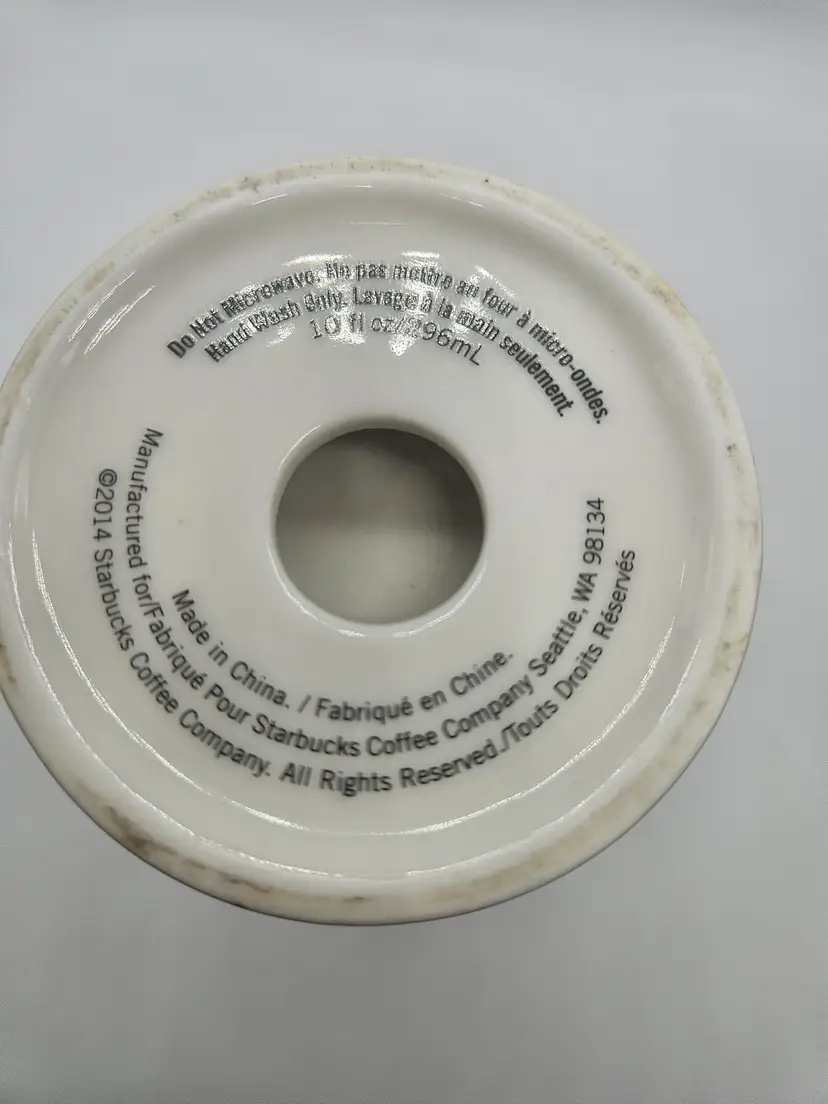 Do Not Microwave. Ne pas mettre au four à micro-ondes.
Hand Wash Only. Lavage à la main seulement.
10 fl oz/296mL
Made in China. / Fabriqué en Chine.
Manufactured for/Fabriqué Pour Starbucks Coffee Company Seattle, WA 98134
©2014 Starbucks Coffee Company. All Rights Reserved./Touts Droits Réservés